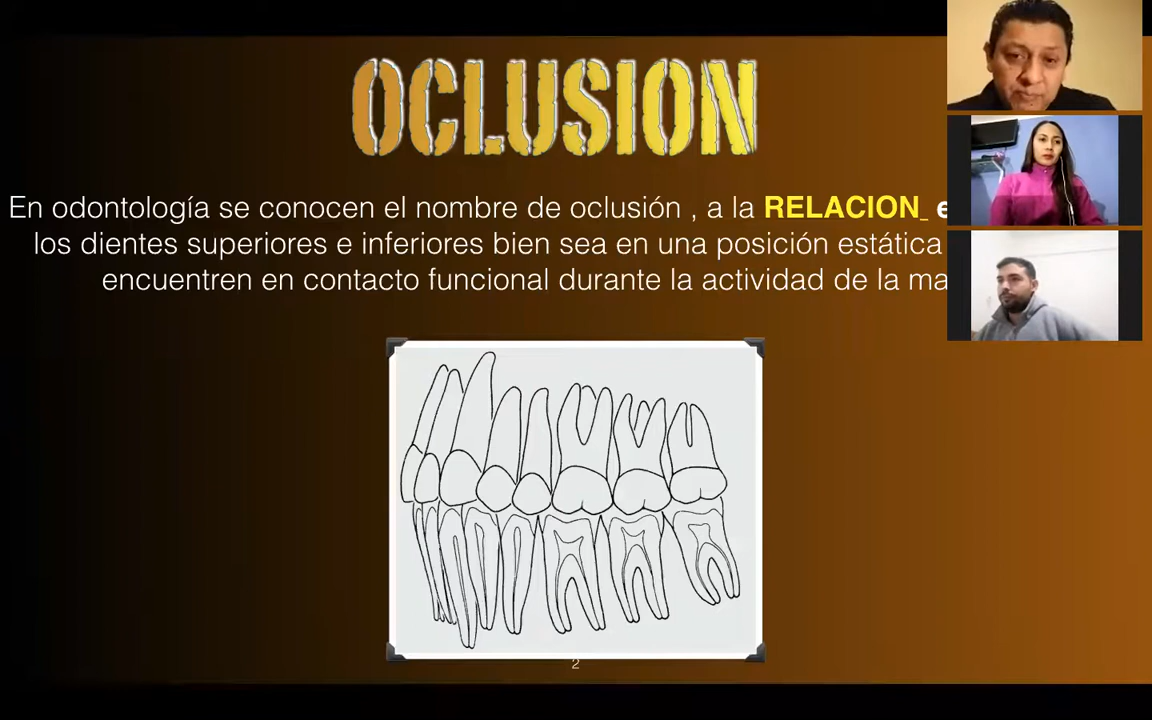 OCLUSION
En odontología se conocen el nombre de oclusión , a la RELACION_ e
los dientes superiores e inferiores bien sea en una posición estática
encuentren en contacto funcional durante la actividad de la ma
2